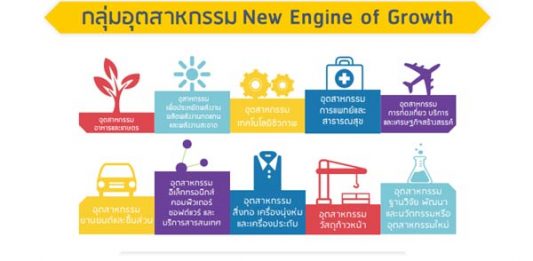 กลุ่มอุตสาหกรรม New Engine of Growth
อุตสาหกรรม
อาหารและเกษตร
อุตสาหกรรม
เพื่อประหยัดพลังงาน
ผลิตพลังงานทดแทน
และพลังงานสะอาด
อุตสาหกรรม
เทคโนโลยีชีวภาพ
อุตสาหกรรม
การแพทย์และ
สาธารณสุข
อุตสาหกรรม
การท่องเที่ยว บริการ
และเศรษฐกิจสร้างสรรค์
อุตสาหกรรม
ยานยนต์และชิ้นส่วน
อุตสาหกรรม
อิเล็กทรอนิกส์
คอมพิวเตอร์
ซอฟต์แวร์ และ
บริการสารสนเทศ
อุตสาหกรรม
สิ่งทอ เครื่องนุ่งห่ม
และเครื่องประดับ
อุตสาหกรรม
วัสดุก้าวหน้า
อุตสาหกรรม
ฐานวิจัย พัฒนา
และนวัตกรรมหรือ
อุตสาหกรรมใหม่